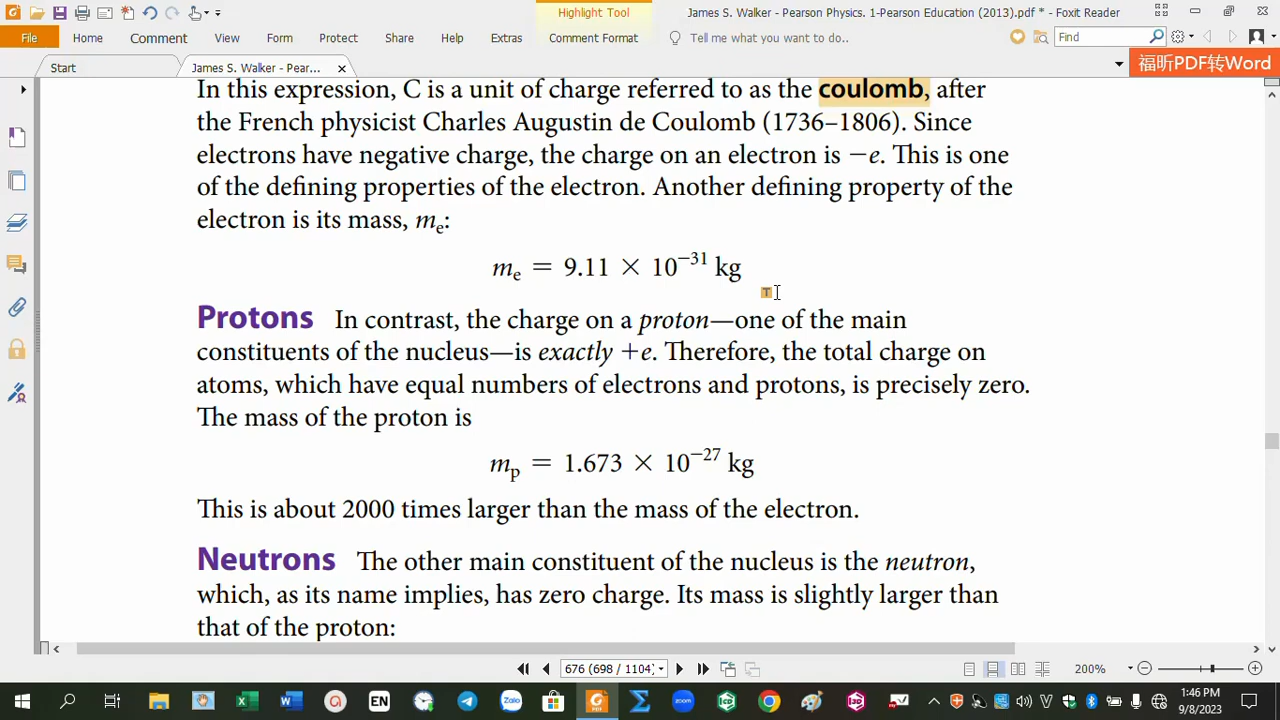 Highlight Tool
James S. Walker - Pearson Physics. 1-Pearson Education (2013).pdf * - Foxit Reader
File
Home
Comment
View
Form
Protect
Share
Help
Extras
Comment Format
Tell me what you want to do..
Find
Start
James S. Walker - Pear...
福昕PDF转Word
In this expression, C is a unit of charge referred to as the coulomb, after
the French physicist Charles Augustin de Coulomb (1736–1806). Since
electrons have negative charge, the charge on an electron is −e. This is one
of the defining properties of the electron. Another defining property of the
electron is its mass, mₑ:
mₑ = 9.11 × 10⁻³¹ kg
T
Protons In contrast, the charge on a proton—one of the main
constituents of the nucleus—is exactly +e. Therefore, the total charge on
atoms, which have equal numbers of electrons and protons, is precisely zero.
The mass of the proton is
mₚ = 1.673 × 10⁻²⁷ kg
This is about 2000 times larger than the mass of the electron.
Neutrons The other main constituent of the nucleus is the neutron,
which, as its name implies, has zero charge. Its mass is slightly larger than
that of the proton:
676 (698 / 1104)
200%
EN
Zalo
zoom
V
1:46 PM
9/8/2023